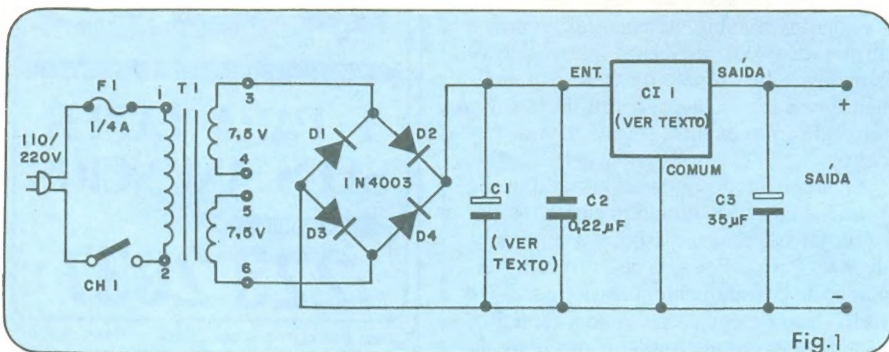 F1
1/4A
110/
220V
CH 1
1
T1
2
3
7,5V
4
5
7,5V
6
D1
D2
1N4003
D3
D4
C1
(VER
TEXTO)
C2
0,22µF
ENT.
CI 1
(VER TEXTO)
SAÍDA
COMUM
C3
35µF
+
SAÍDA
-
Fig.1